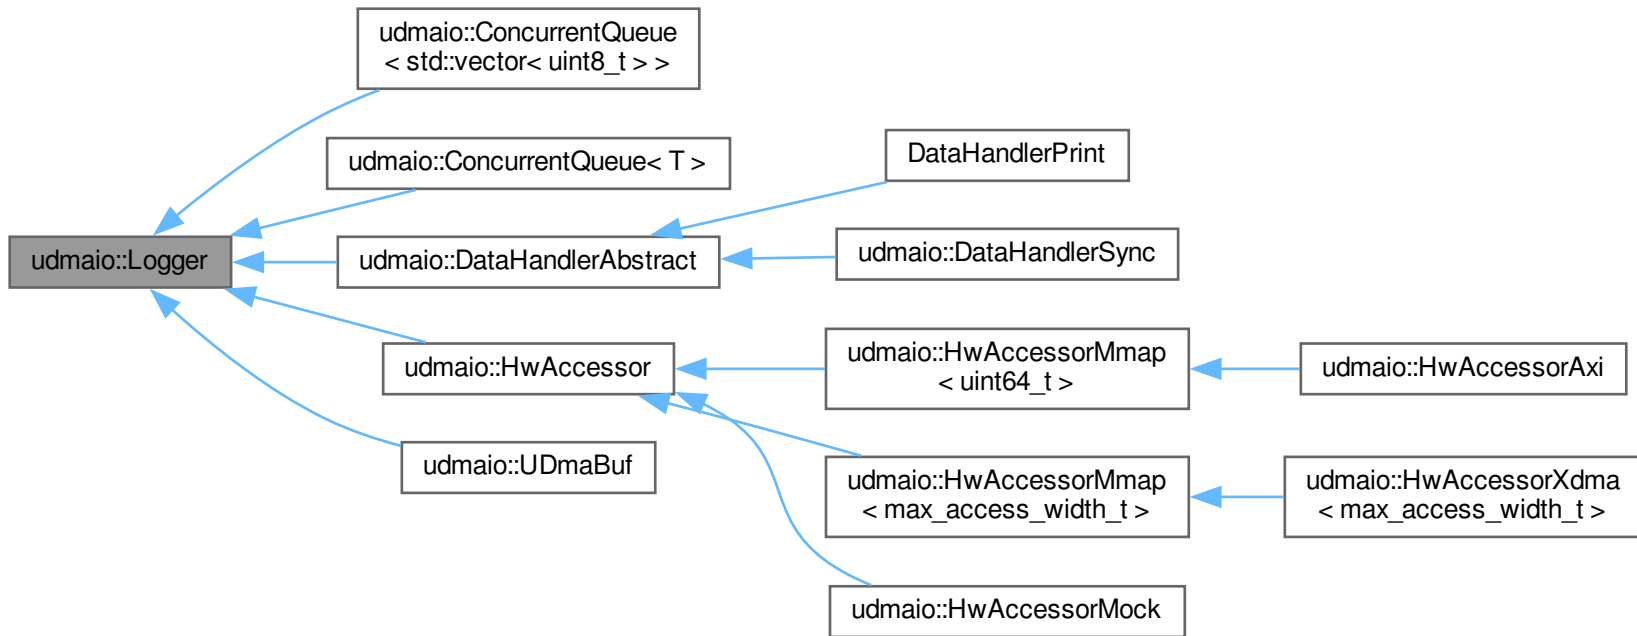 udmaio::ConcurrentQueue
< std::vector< uint8_t > >
udmaio::ConcurrentQueue< T >
DataHandlerPrint
udmaio::Logger
udmaio::DataHandlerAbstract
udmaio::DataHandlerSync
udmaio::HwAccessor
udmaio::HwAccessorMmap
< uint64_t >
udmaio::HwAccessorAxi
udmaio::UDmaBuf
udmaio::HwAccessorMmap
< max_access_width_t >
udmaio::HwAccessorXdma
< max_access_width_t >
udmaio::HwAccessorMock